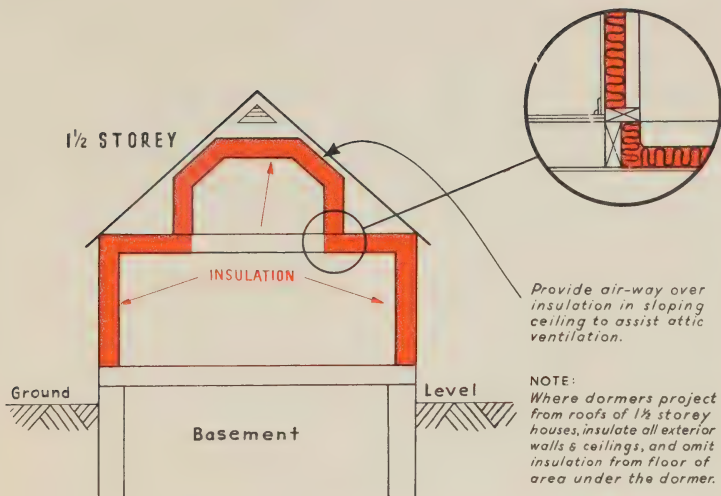 1½ STOREY
INSULATION
Provide air-way over
insulation in sloping
ceiling to assist attic
ventilation.
Ground
Level
Basement
NOTE:
Where dormers project
from roofs of 1½ storey
houses, insulate all exterior
walls & ceilings, and omit
insulation from floor of
area under the dormer.